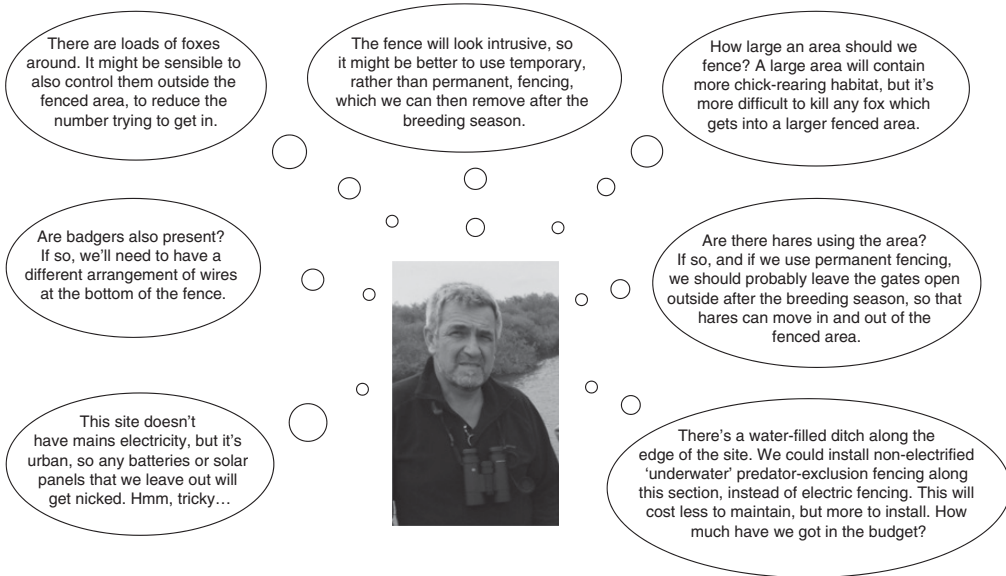 There are loads of foxes
around. It might be sensible to
also control them outside the
fenced area, to reduce the
number trying to get in.
The fence will look intrusive, so
it might be better to use temporary,
rather than permanent, fencing,
which we can then remove after the
breeding season.
How large an area should we
fence? A large area will contain
more chick-rearing habitat, but it's
more difficult to kill any fox which
gets into a larger fenced area.
Are badgers also present?
If so, we'll need to have a
different arrangement of wires
at the bottom of the fence.
Are there hares using the area?
If so, and if we use permanent fencing,
we should probably leave the gates open
outside after the breeding season, so that
hares can move in and out of the
fenced area.
This site doesn't
have mains electricity, but it's
urban, so any batteries or solar
panels that we leave out will
get nicked. Hmm, tricky…
There's a water-filled ditch along the
edge of the site. We could install non-electrified
'underwater' predator-exclusion fencing along
this section, instead of electric fencing. This will
cost less to maintain, but more to install. How
much have we got in the budget?